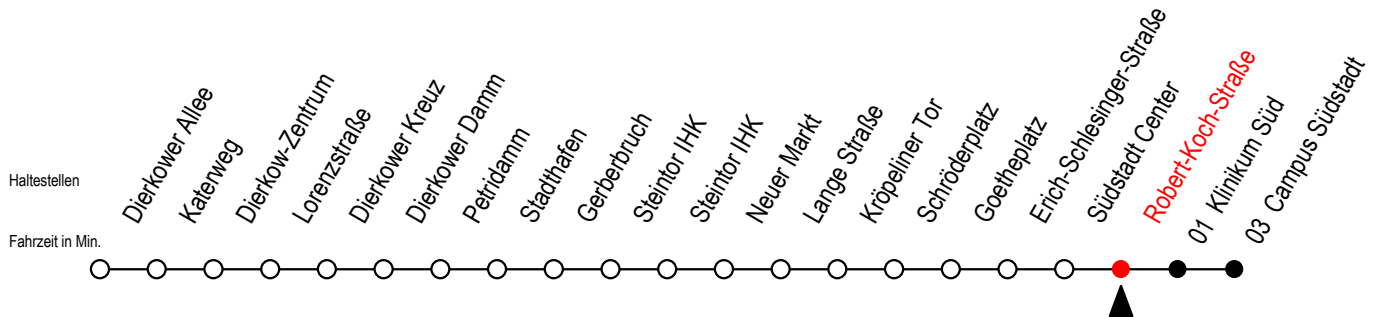 Haltestellen
Dierkower Allee
Katerweg
Dierkow-Zentrum
Lorenzstraße
Dierkower Kreuz
Dierkower Damm
Petridamm
Stadthafen
Gerberbruch
Steintor IHK
Steintor IHK
Neuer Markt
Lange Straße
Kröpeliner Tor
Schröderplatz
Goetheplatz
Erich-Schlesinger-Straße
Südstadt Center
Robert-Koch-Straße
01 Klinikum Süd
03 Campus Südstadt
Fahrzeit in Min.